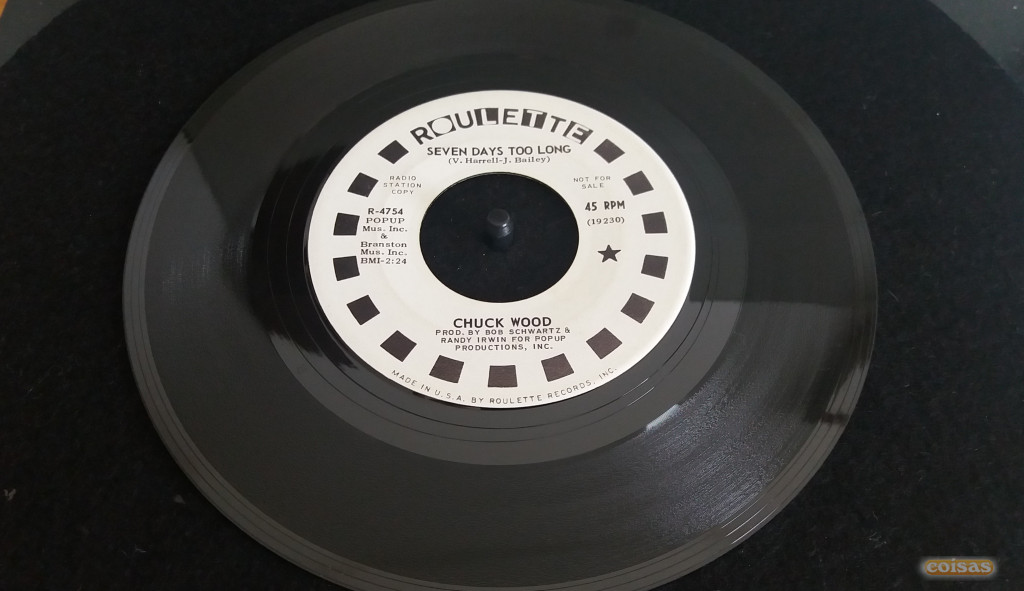 ROULETTE
SEVEN DAYS TOO LONG
(V. Harrell-J. Bailey)
RADIO
STATION
COPY
NOT FOR
SALE
R-4754
POPUP
Mus. Inc.
&
Branston
Mus. Inc.
BMI-2:24
45 RPM
(19230)
CHUCK WOOD
PROD. BY BOB SCHWARTZ &
RANDY IRWIN FOR POPUP
PRODUCTIONS, INC.
MADE IN U.S.A. BY ROULETTE RECORDS, INC.
coisas